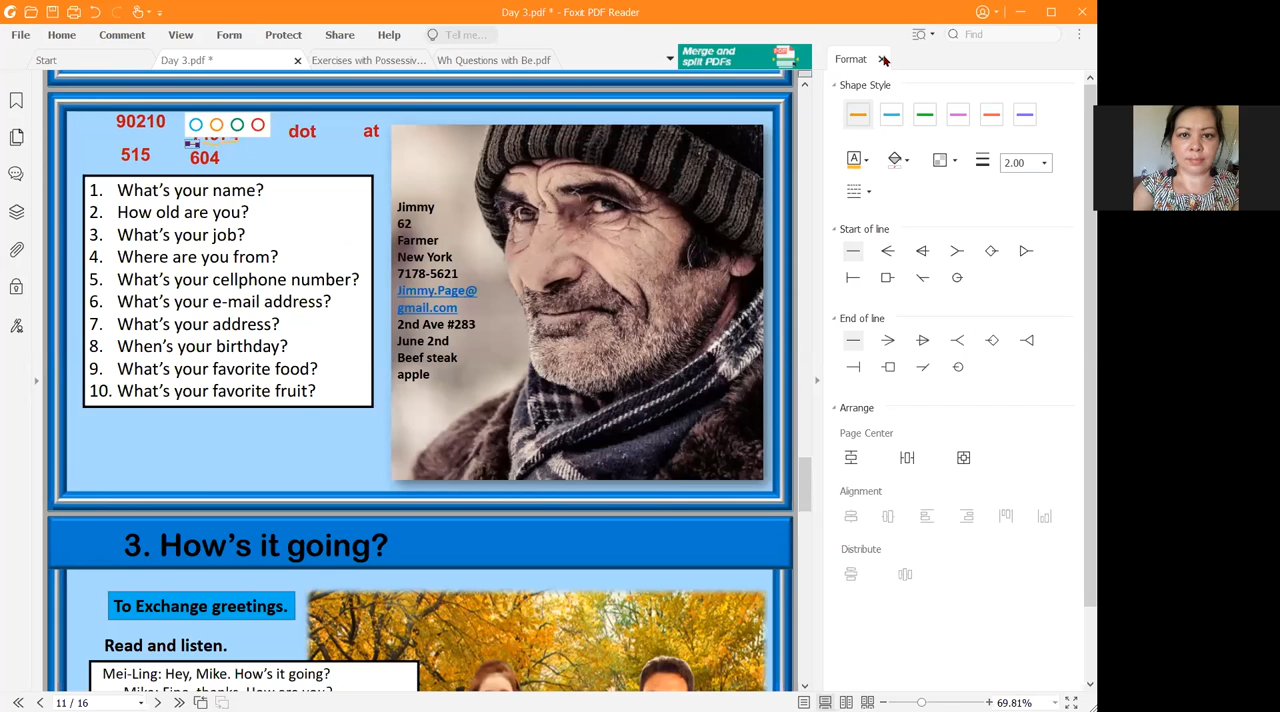 Day 3.pdf * - Foxit PDF Reader
File Home Comment View Form Protect Share Help Tell me... Find
Start Day 3.pdf * Exercises with Possessiv... Wh Questions with Be.pdf
Merge and
split PDFs
90210 dot at
515 604
1. What's your name?
2. How old are you?
3. What's your job?
4. Where are you from?
5. What's your cellphone number?
6. What's your e-mail address?
7. What's your address?
8. When's your birthday?
9. What's your favorite food?
10. What's your favorite fruit?
Jimmy
62
Farmer
New York
7178-5621
Jimmy.Page@
gmail.com
2nd Ave #283
June 2nd
Beef steak
apple
3. How's it going?
To Exchange greetings.
Read and listen.
Mei-Ling: Hey, Mike. How's it going?
Mike: Fine, thanks. How are you?
Format
Shape Style
2.00
Start of line
End of line
Arrange
Page Center
Alignment
Distribute
11 / 16
69.81%